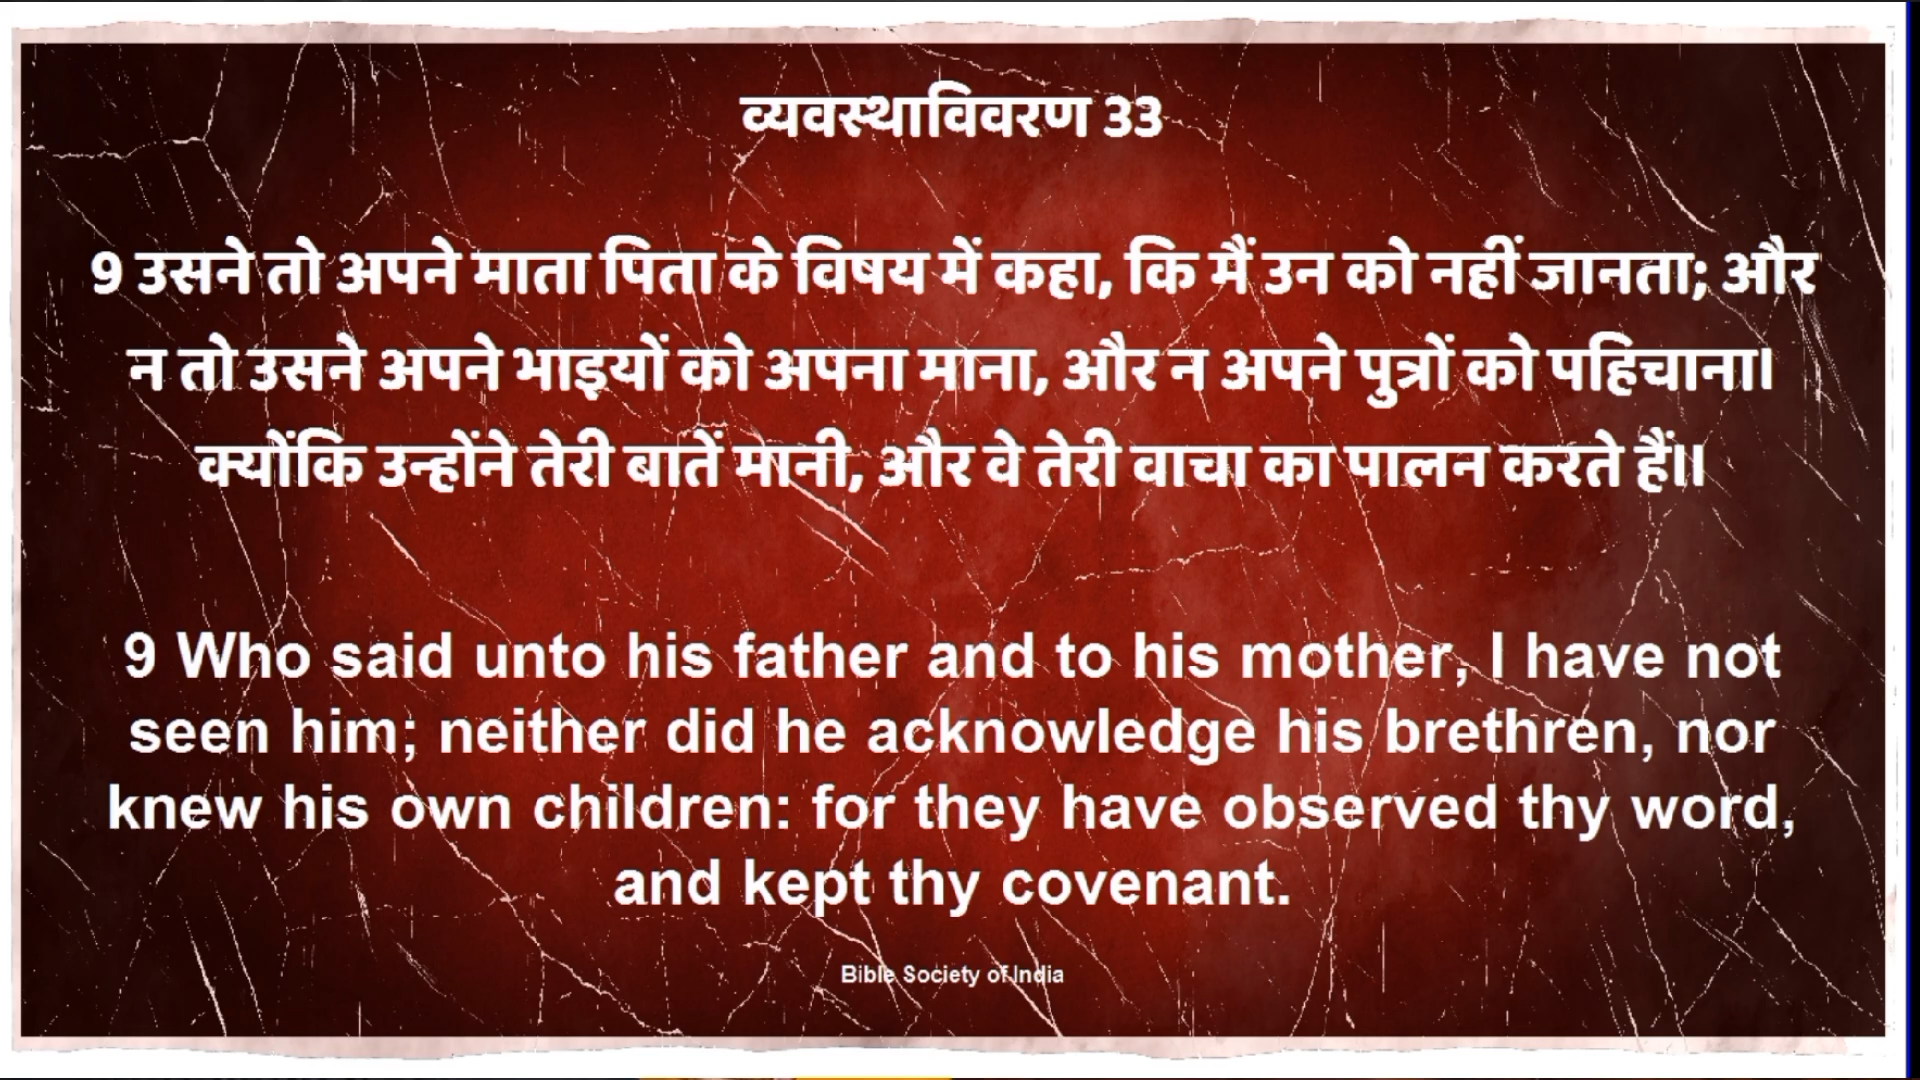 व्यवस्थाविवरण 33
9 उसने तो अपने माता पिता के विषय में कहा, कि मैं उन को नहीं जानता; और
न तो उसने अपने भाइयों को अपना माना, और न अपने पुत्रों को पहिचाना।
क्योंकि उन्होंने तेरी बातें मानी, और वे तेरी वाचा का पालन करते हैं।।
9 Who said unto his father and to his mother, I have not
seen him; neither did he acknowledge his brethren, nor
knew his own children: for they have observed thy word,
and kept thy covenant.
Bible Society of India